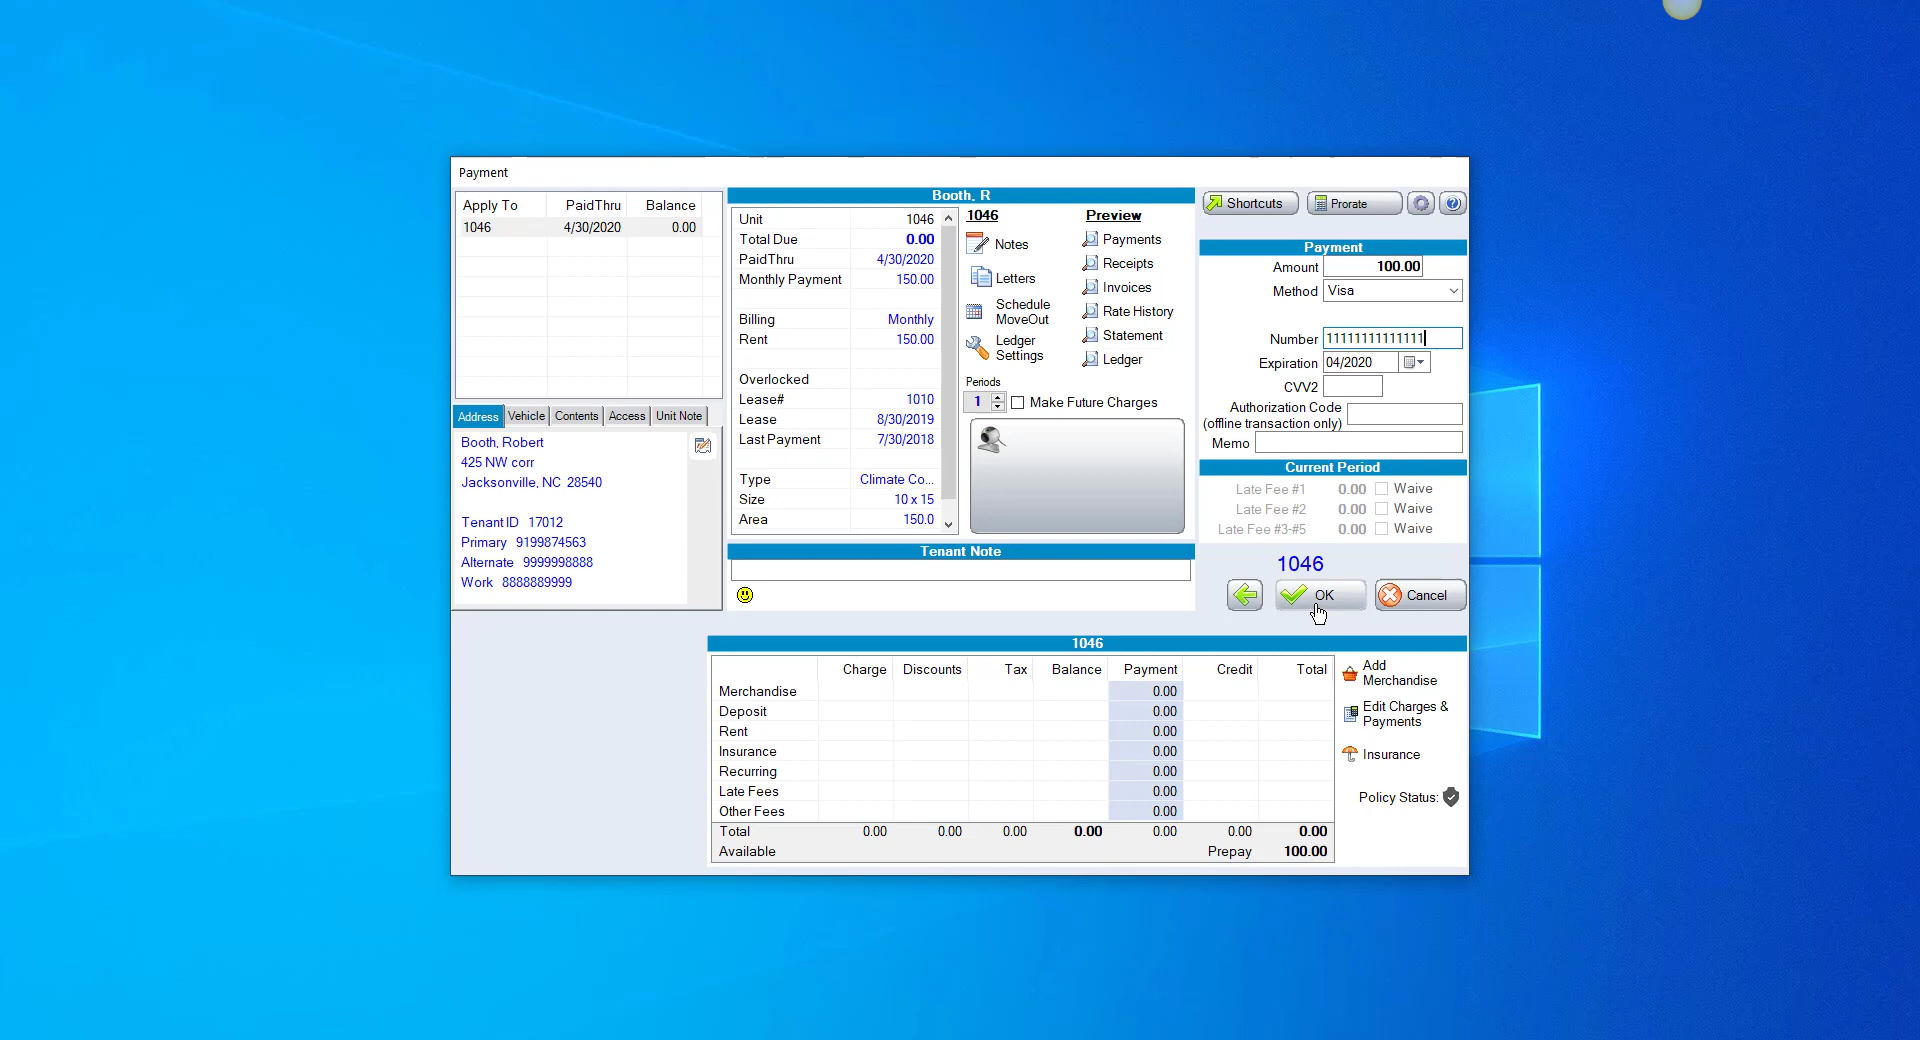 Payment
Apply To PaidThru Balance
1046 4/30/2020 0.00
Address Vehicle Contents Access Unit Note
Booth, Robert
425 NW corr
Jacksonville, NC 28540
TenantID 17012
Primary 9199874563
Alternate 9999998888
Work 8888889999
Booth, R
Unit 1046
Total Due 0.00
PaidThru 4/30/2020
Monthly Payment 150.00
Billing Monthly
Rent 150.00
Overlocked
Lease# 1010
Lease 8/30/2019
Last Payment 7/30/2018
Type Climate Co...
Size 10 x 15
Area 150.0
1046
Notes
Letters
Schedule
MoveOut
Ledger
Settings
Preview
Payments
Receipts
Invoices
Rate History
Statement
Ledger
Periods
1 Make Future Charges
Tenant Note
Shortcuts Prorate
Payment
Amount 100.00
Method Visa
Number 11111111111111
Expiration 04/2020
CVV2
Authorization Code
(offline transaction only)
Memo
Current Period
Late Fee #1 0.00 Waive
Late Fee #2 0.00 Waive
Late Fee #3-#5 0.00 Waive
1046
OK Cancel
1046
Charge Discounts Tax Balance Payment Credit Total
Merchandise 0.00
Deposit 0.00
Rent 0.00
Insurance 0.00
Recurring 0.00
Late Fees 0.00
Other Fees 0.00
Total 0.00 0.00 0.00 0.00 0.00 0.00 0.00
Available Prepay 100.00
Add
Merchandise
Edit Charges &
Payments
Insurance
Policy Status: